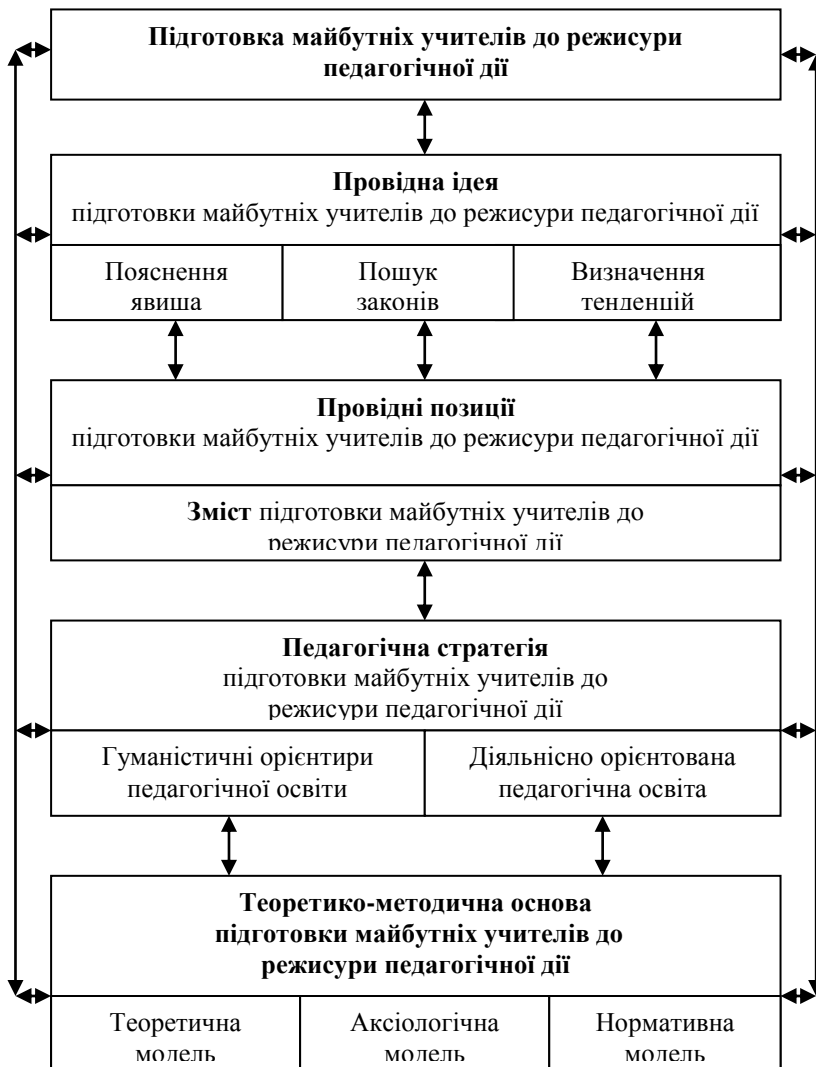 Підготовка майбутніх учителів до режисури
педагогічної дії
Провідна ідея
підготовки майбутніх учителів до режисури педагогічної дії
Пояснення
явища
Пошук
законів
Визначення
тенденцій
Провідні позиції
підготовки майбутніх учителів до режисури педагогічної дії
Зміст підготовки майбутніх учителів до
режисури педагогічної дії
Педагогічна стратегія
підготовки майбутніх учителів до
режисури педагогічної дії
Гуманістичні орієнтири
педагогічної освіти
Діяльнісно орієнтована
педагогічна освіта
Теоретико-методична основа
підготовки майбутніх учителів до
режисури педагогічної дії
Теоретична
модель
Аксіологічна
модель
Нормативна
модель